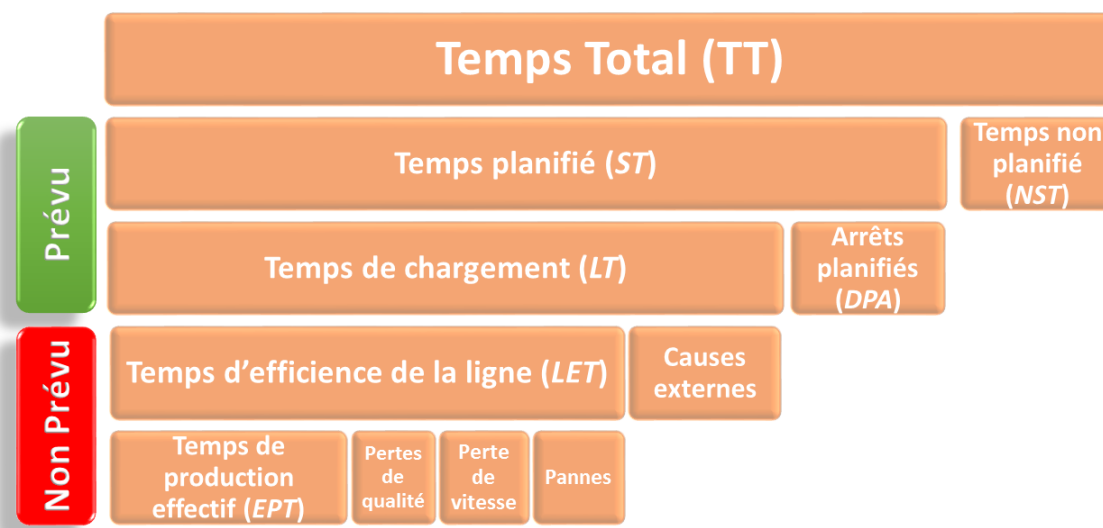 Temps Total (TT)
Prévu
Temps planifié (ST)
Temps non
planifié
(NST)
Temps de chargement (LT)
Arrêts
planifiés
(DPA)
Non Prévu
Temps d'efficience de la ligne (LET)
Causes
externes
Temps de
production
effectif (EPT)
Pertes
de
qualité
Perte
de
vitesse
Pannes